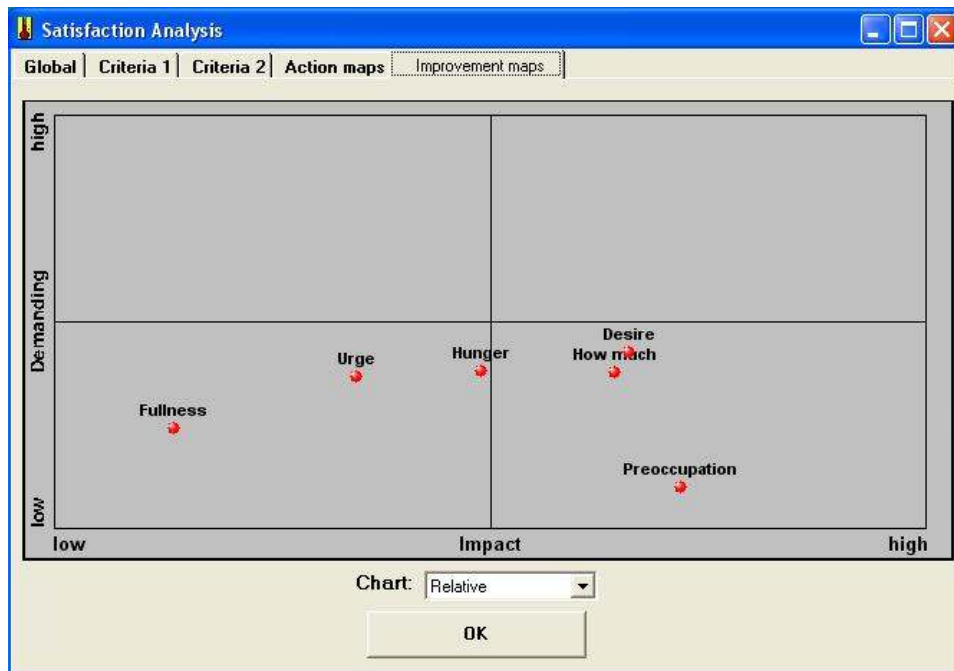 Satisfaction Analysis
Global Criteria 1 Criteria 2 Action maps Improvement maps
high
Demanding
low
Desire
Urge Hunger How much
Fullness
Preoccupation
low Impact high
Chart: Relative
OK